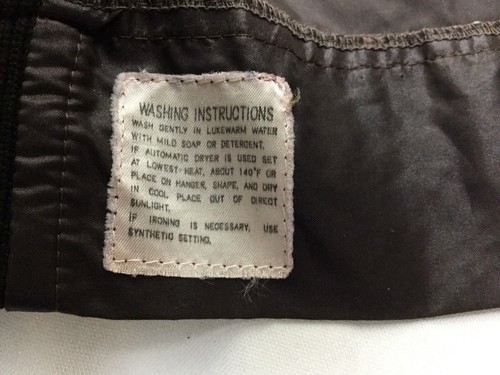 WASHING INSTRUCTIONS
WASH GENTLY IN LUKEWARM WATER
WITH MILD SOAP OR DETERGENT.
IF AUTOMATIC DRYER IS USED SET
AT LOWEST HEAT, ABOUT 140°F OR
PLACE ON HANGER, SHAPE, AND DRY
IN COOL PLACE OUT OF DIRECT
SUNLIGHT.
IF IRONING IS NECESSARY, USE
SYNTHETIC SETTING.